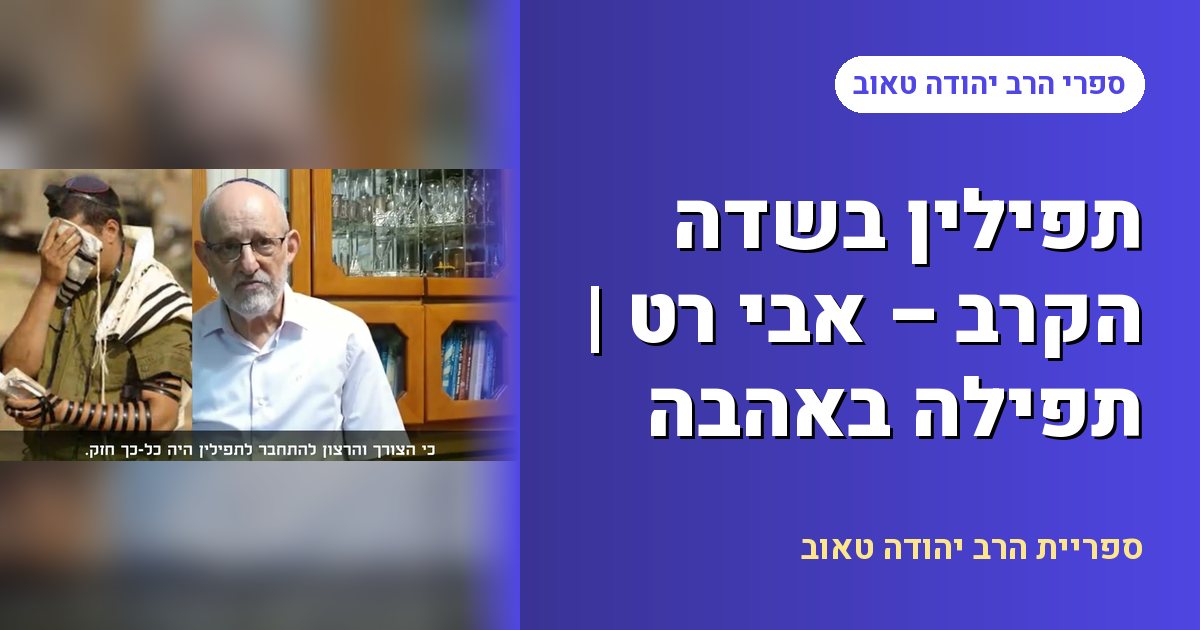 ספרי הרב יהודה טאוב
תפילין בשדה
הקרב – אבי רט |
תפילה באהבה
כי הצורך והרצון להתחבר לתפילין היה כל-כך חזק.
ספריית הרב יהודה טאוב